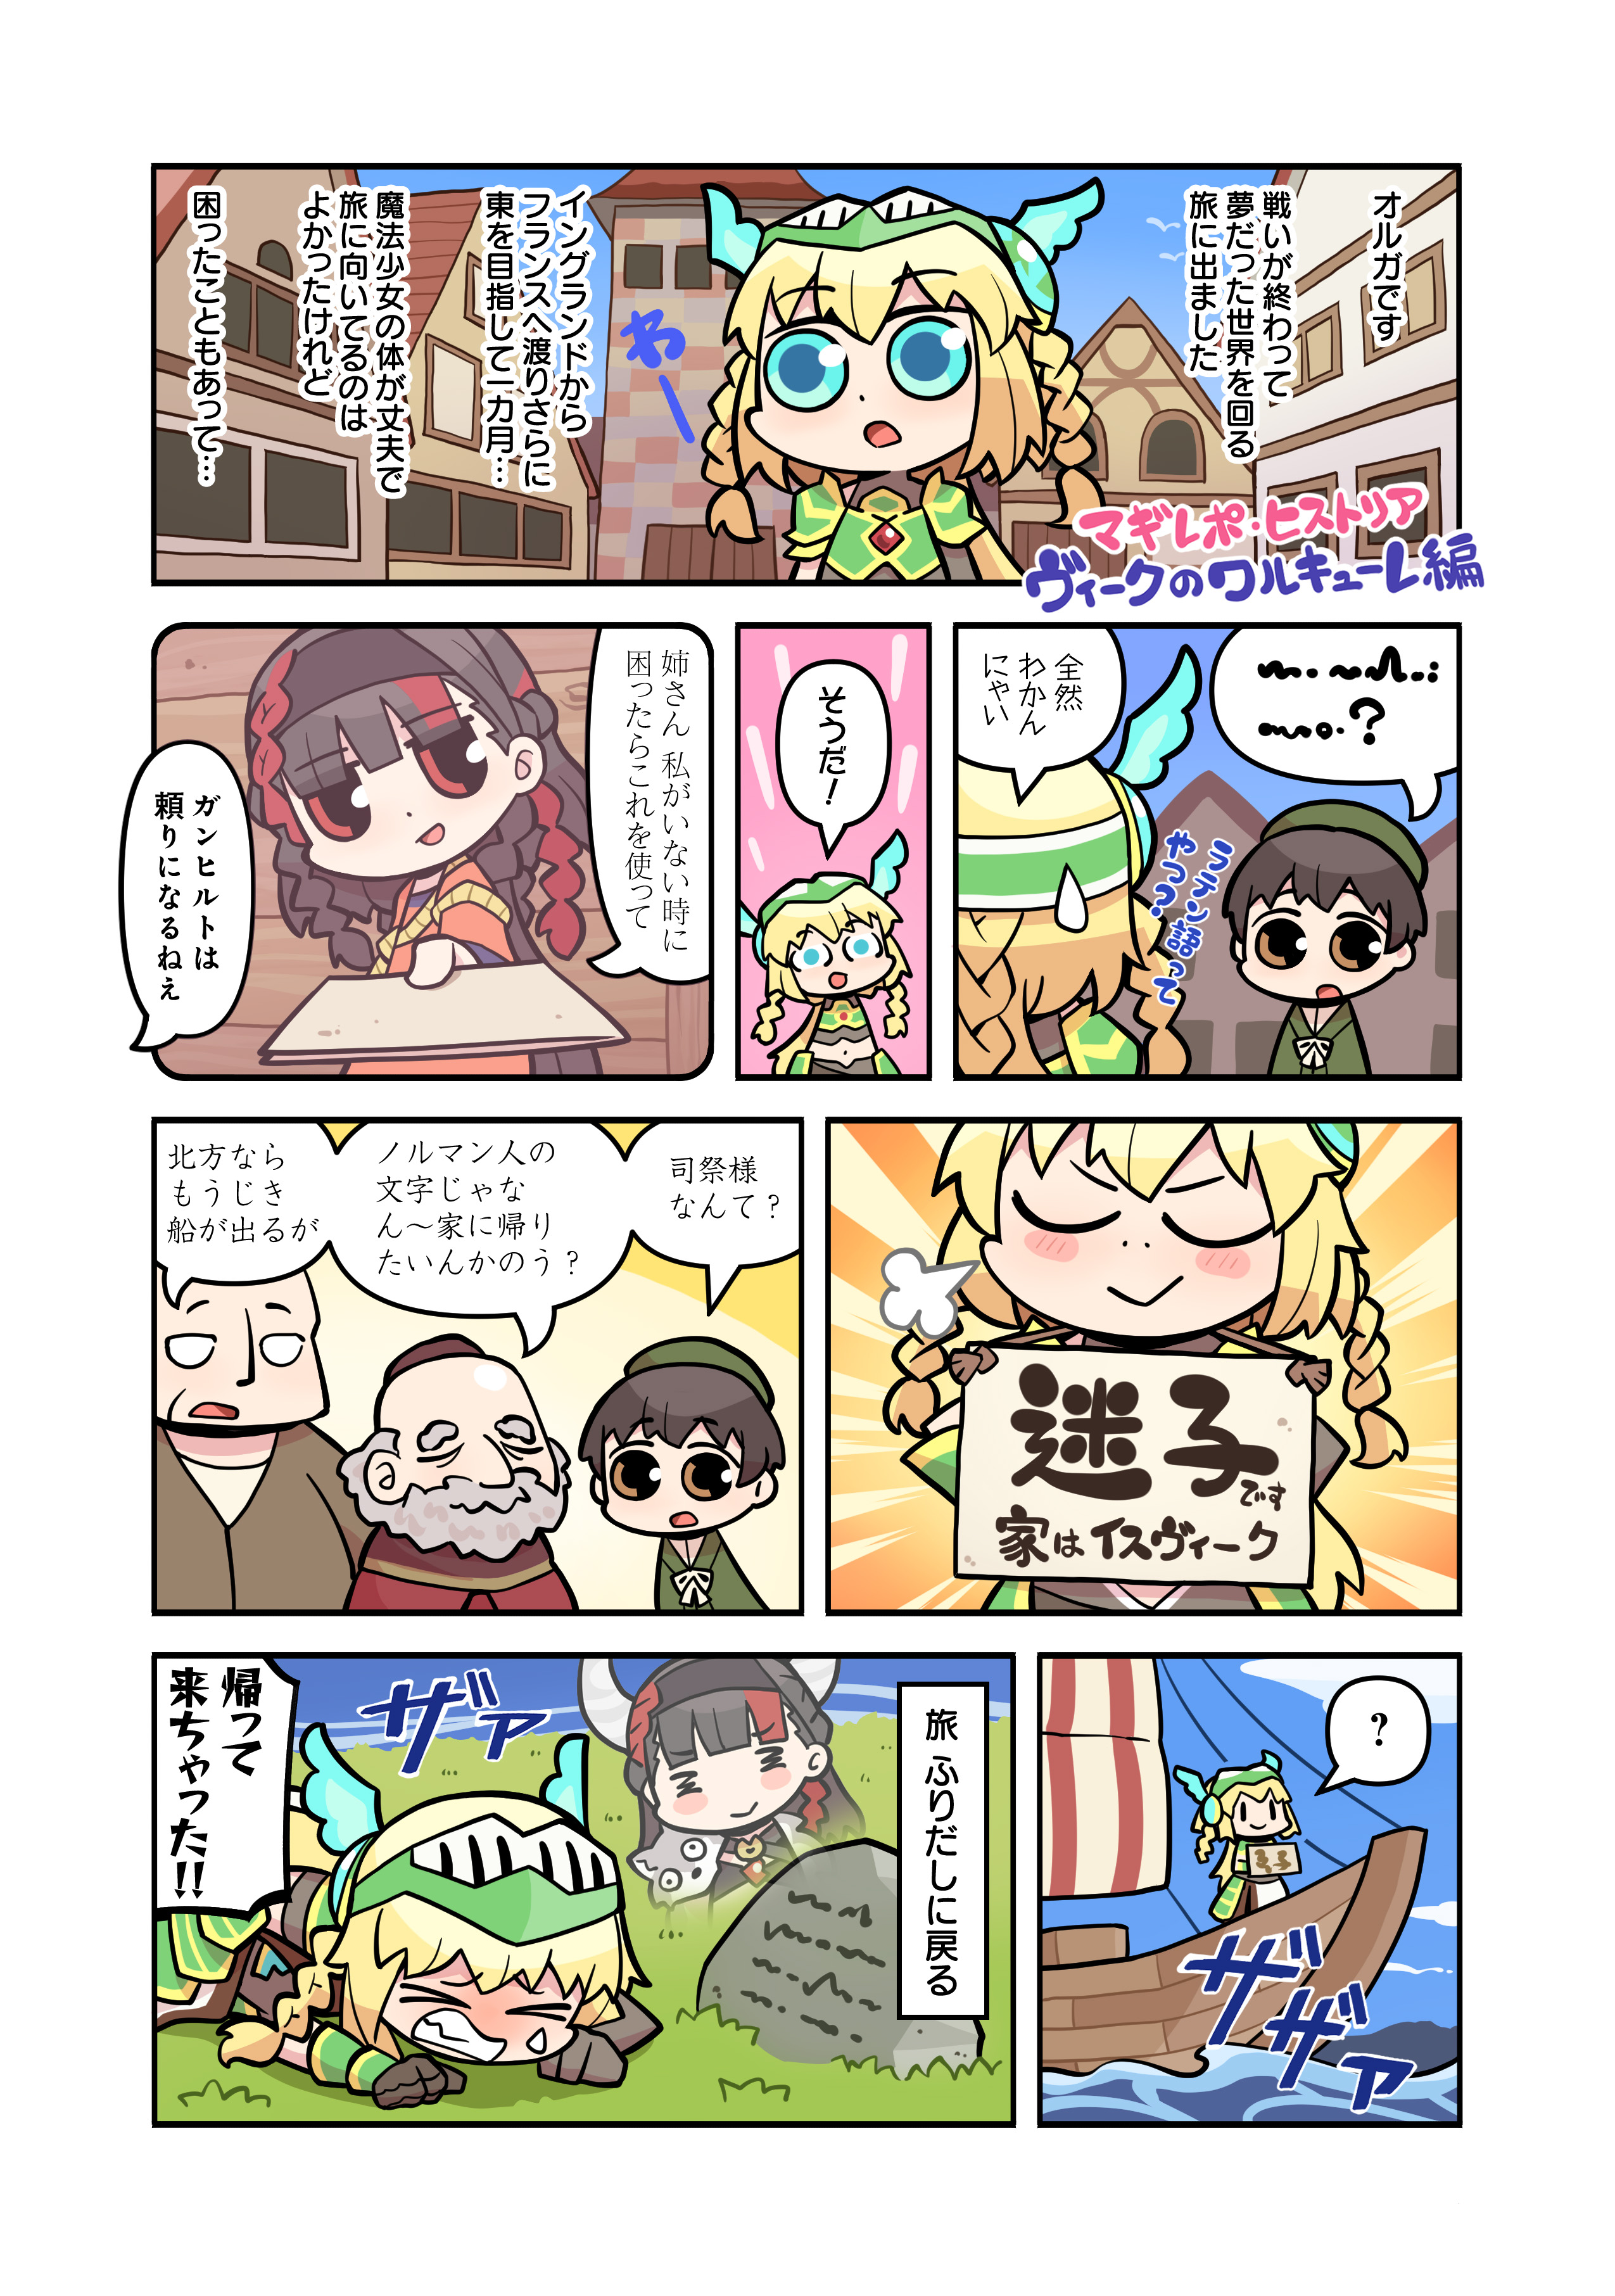 オルガです
戦いが終わって
夢だった世界を回る
旅に出ました
わー
イングランドから
フランスへ渡りさらに
東を目指して一カ月…
魔法少女の体が丈夫で
旅に向いてるのは
よかったけれど
困ったこともあって…
マギレポ・ヒストリア
ヴィークのワルキューレ編
?
ラテン語って
やつ?
全然
わかん
にゃい
そうだ!
姉さん 私がいない時に
困ったらこれを使って
ガンヒルトは
頼りになるねえ
迷子です
家はイスヴィーク
司祭様
なんて?
ノルマン人の
文字じゃな
ん〜家に帰り
たいんかのう?
北方なら
もうじき
船が出るが
?
迷子
ザザザァ
旅 ふりだしに戻る
ザァ
帰って
来ちゃった!!